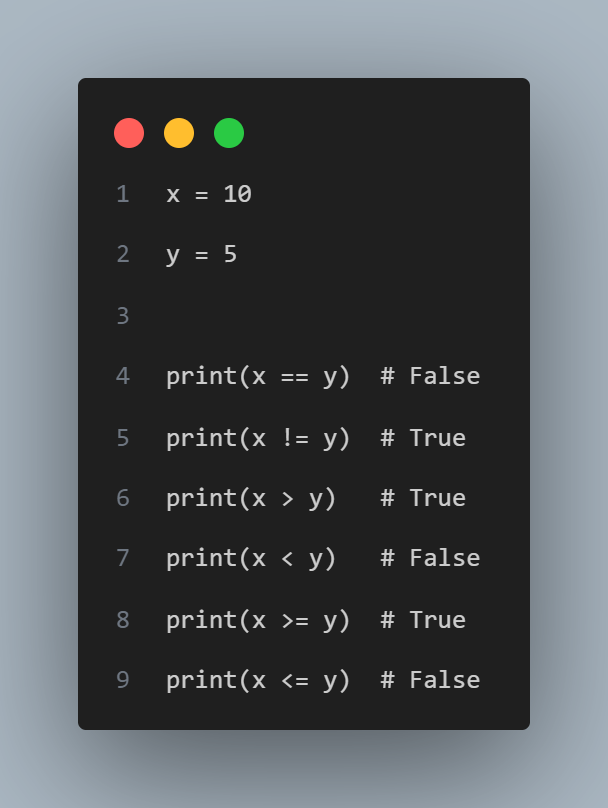 1 x = 10
2 y = 5
3
4 print(x == y)  # False
5 print(x != y)  # True
6 print(x > y)   # True
7 print(x < y)   # False
8 print(x >= y)  # True
9 print(x <= y)  # False